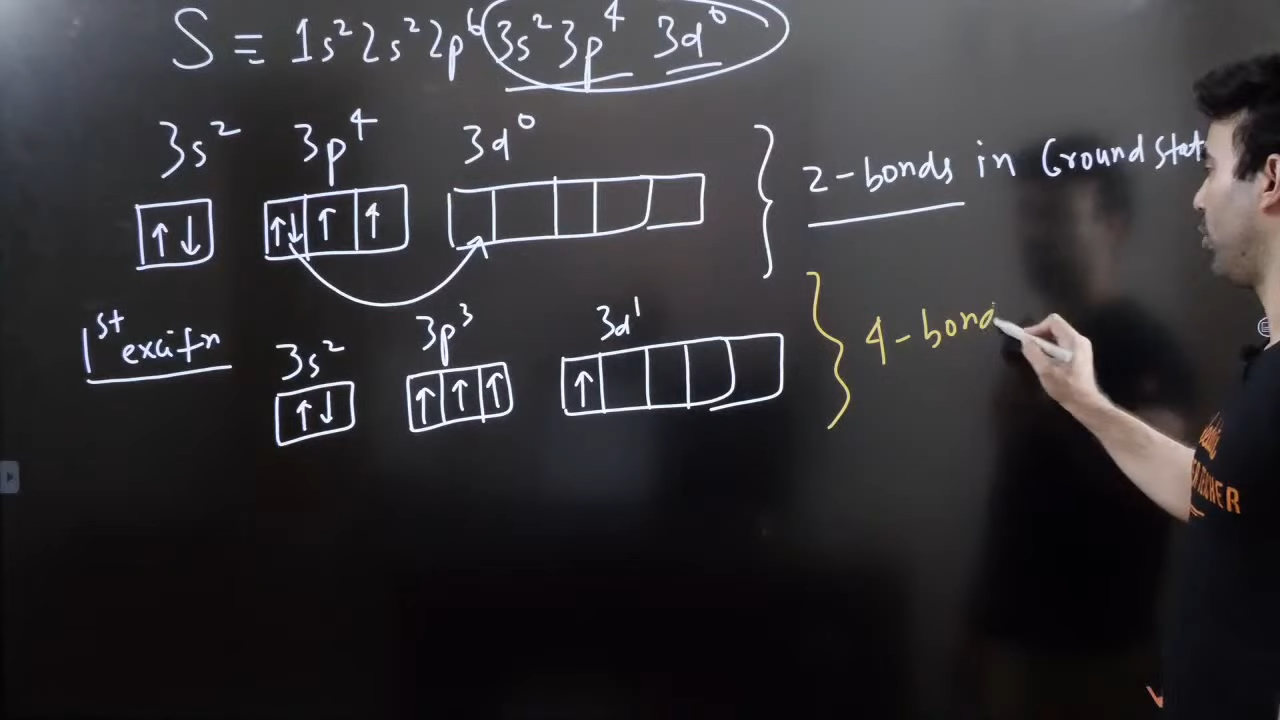 S = 1s² 2s² 2p⁶ 3s² 3p⁴ 3d⁰
3s² 3p⁴ 3d⁰
↑↓ ↑↓ ↑ ↑
2-bonds in Ground Stat
1st excitn
3s² 3p³ 3d¹
↑↓ ↑ ↑ ↑ ↑
4-bond